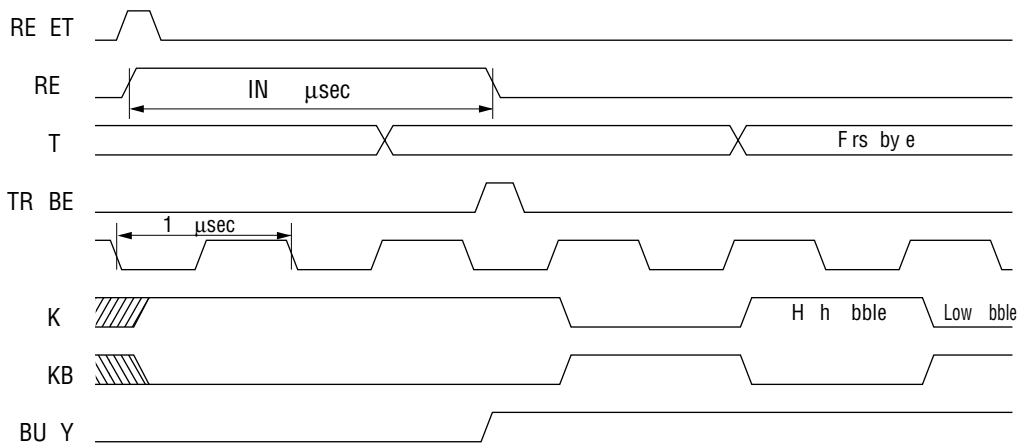 RE ET
RE
IN μsec
T
F rs by e
TR BE
1 μsec
K
H h bble
Low bble
KB
BU Y